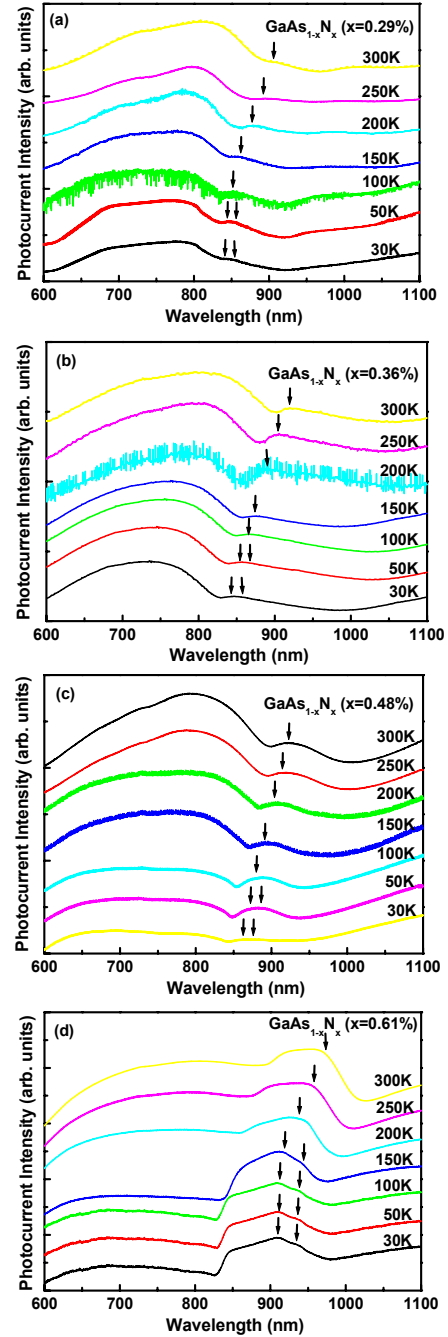 (a)
GaAs1-xNx (x=0.29%)
300K
250K
200K
150K
100K
50K
30K
Photocurrent Intensity (arb. units)
600 700 800 900 1000 1100
Wavelength (nm)
(b)
GaAs1-xNx (x=0.36%)
300K
250K
200K
150K
100K
50K
30K
Photocurrent Intensity (arb. units)
600 700 800 900 1000 1100
Wavelength (nm)
(c)
GaAs1-xNx (x=0.48%)
300K
250K
200K
150K
100K
50K
30K
Photocurrent Intensity (arb. units)
600 700 800 900 1000 1100
Wavelength (nm)
(d)
GaAs1-xNx (x=0.61%)
300K
250K
200K
150K
100K
50K
30K
Photocurrent Intensity (arb. units)
600 700 800 900 1000 1100
Wavelength (nm)